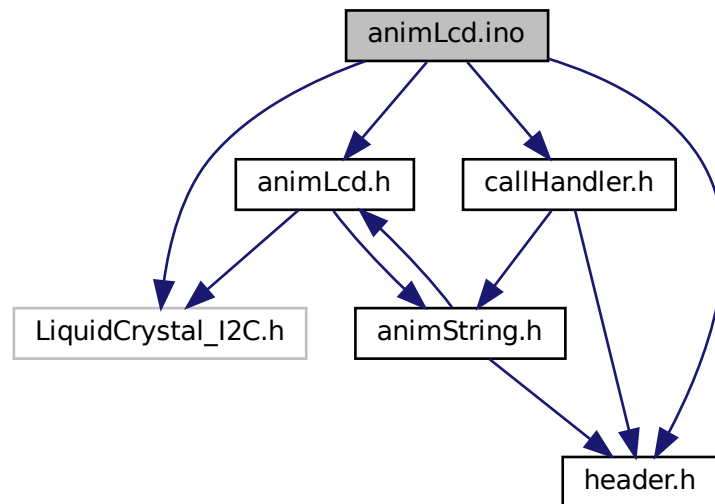 animLcd.ino
animLcd.h
callHandler.h
LiquidCrystal_I2C.h
animString.h
header.h